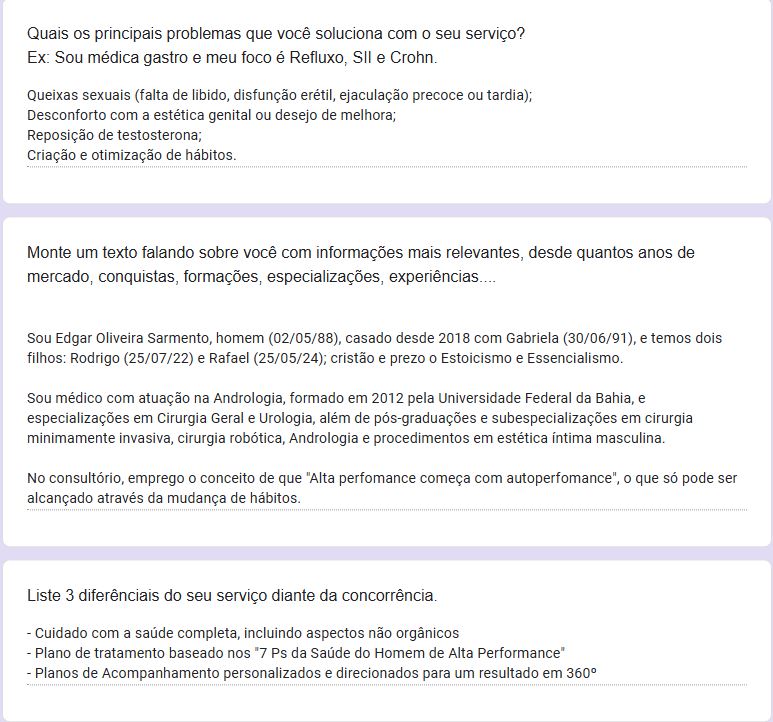 Quais os principais problemas que você soluciona com o seu serviço?
Ex: Sou médica gastro e meu foco é Refluxo, SII e Crohn.
Queixas sexuais (falta de libido, disfunção erétil, ejaculação precoce ou tardia);
Desconforto com a estética genital ou desejo de melhora;
Reposição de testosterona;
Criação e otimização de hábitos.
Monte um texto falando sobre você com informações mais relevantes, desde quantos anos de
mercado, conquistas, formações, especializações, experiências....
Sou Edgar Oliveira Sarmento, homem (02/05/88), casado desde 2018 com Gabriela (30/06/91), e temos dois
filhos: Rodrigo (25/07/22) e Rafael (25/05/24); cristão e prezo o Estoicismo e Essencialismo.
Sou médico com atuação na Andrologia, formado em 2012 pela Universidade Federal da Bahia, e
especializações em Cirurgia Geral e Urologia, além de pós-graduações e subespecializações em cirurgia
minimamente invasiva, cirurgia robótica, Andrologia e procedimentos em estética íntima masculina.
No consultório, emprego o conceito de que "Alta perfomance começa com autoperfomance", o que só pode ser
alcançado através da mudança de hábitos.
Liste 3 diferênciais do seu serviço diante da concorrência.
- Cuidado com a saúde completa, incluindo aspectos não orgânicos
- Plano de tratamento baseado nos "7 Ps da Saúde do Homem de Alta Performance"
- Planos de Acompanhamento personalizados e direcionados para um resultado em 360º